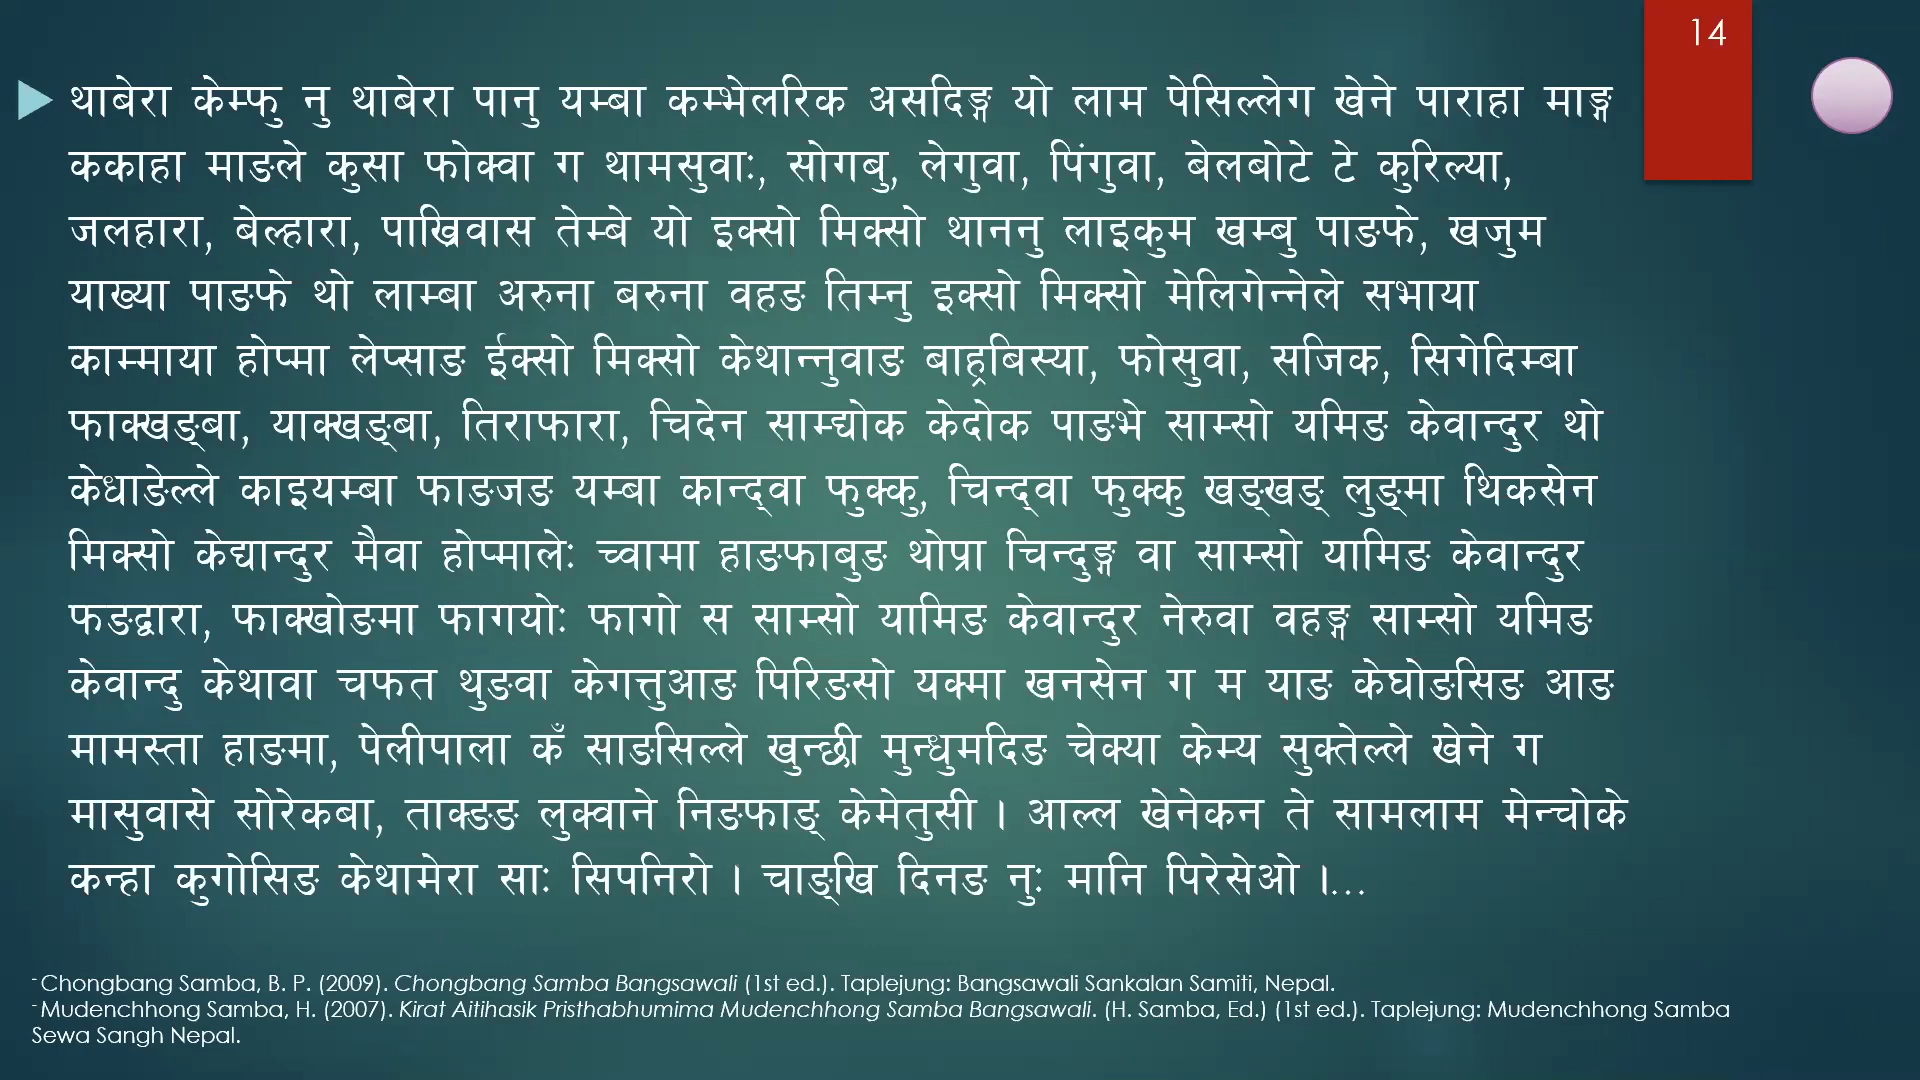 14
थाबेरा केम्फु नु थाबेरा पानु यम्बा कम्भेलरिक असदिङ्ग यो लाम पेसिल्लेग खेने पाराहा माङ्ग
ककाहा माङले कुसा फोक्वा ग थामसुवाः, सोगबु, लेगुवा, पिंगुवा, बेलबोटे टे कुरिल्या,
जलहारा, बेल्हारा, पाख्रिवास तेम्बे यो इक्सो मिक्सो थाननु लाइकुम खम्बु पाङफे, खजुम
याख्या पाङफे थो लाम्बा अरुना बरुना वहङ तिम्नु इक्सो मिक्सो मेलिगेन्नेले सभाया
काम्माया होप्मा लेप्साङ ईक्सो मिक्सो केथान्नुवाङ बाह्रबिस्या, फोसुवा, सजिक, सिगेदिम्बा
फाक्खङ्बा, याक्खङ्बा, तिराफारा, चिदेन साम्द्योक केदोक पाङभे साम्सो यमिङ केवान्दुर थो
केधाङेल्ले काइयम्बा फाङजङ यम्बा कान्द्वा फुक्कु, चिन्द्वा फुक्कु खङ्खङ् लुङ्मा थिकसेन
मिक्सो केद्यान्दुर मैवा होप्मालेः च्वामा हाङफाबुङ थोप्रा चिन्दुङ्ग वा साम्सो यामिङ केवान्दुर
फङद्वारा, फाक्खोङमा फागयोः फागो स साम्सो यामिङ केवान्दुर नेरुवा वहङ्ग साम्सो यमिङ
केवान्दु केथावा चफत थुङवा केगत्तुआङ पिरिङसो यक्मा खनसेन ग म याङ केघोङसिङ आङ
मामस्ता हाङमा, पेलीपाला कँ साङसिल्ले खुन्छी मुन्धुमदिङ चेक्या केम्य सुक्तेल्ले खेने ग
मासुवासे सोरेकबा, ताक्ङङ लुक्वाने निङफाङ् केमेतुसी । आल्ल खेनेकन ते सामलाम मेन्चोके
कन्हा कुगोसिङ केथामेरा साः सिपनिरो । चाङ्खि दिनङ नुः मानि पिरेसेओ ।...
- Chongbang Samba, B. P. (2009). Chongbang Samba Bangsawali (1st ed.). Taplejung: Bangsawali Sankalan Samiti, Nepal.
- Mudenchhong Samba, H. (2007). Kirat Aitihasik Pristhabhumima Mudenchhong Samba Bangsawali. (H. Samba, Ed.) (1st ed.). Taplejung: Mudenchhong Samba
Sewa Sangh Nepal.